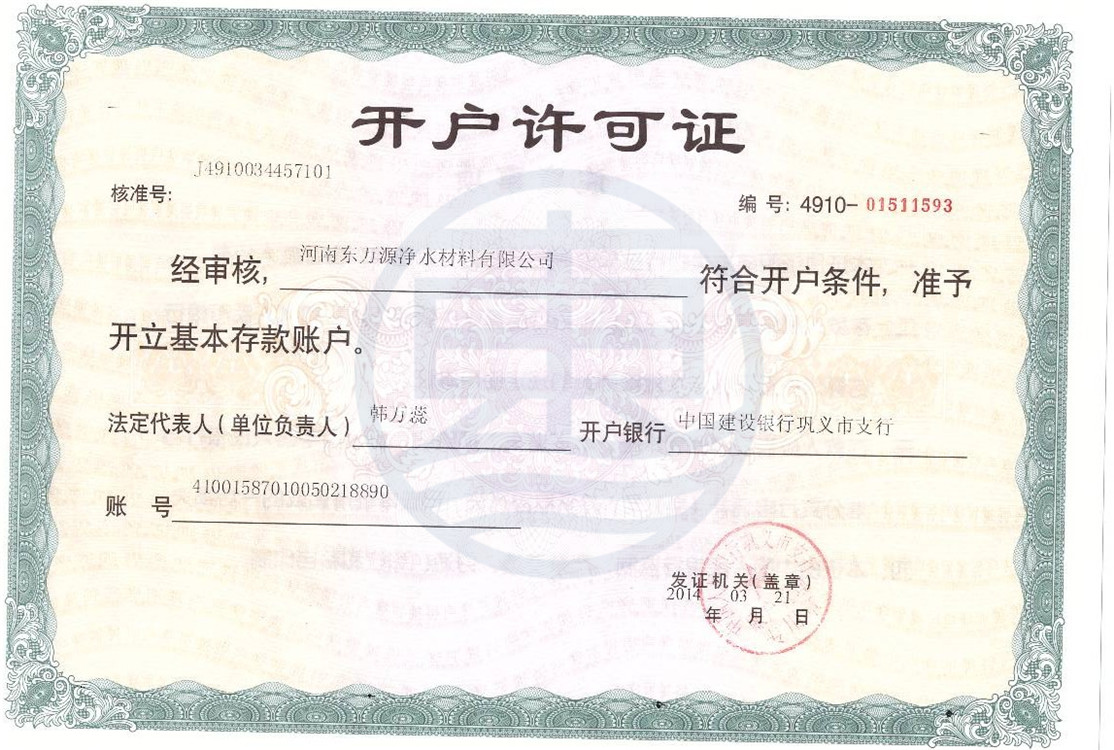 开户许可证
J4910034457101
核准号:
编 号: 4910-01511593
经审核, 河南东万源净水材料有限公司 符合开户条件, 准予
开立基本存款账户。
法定代表人(单位负责人) 韩万蕊 开户银行 中国建设银行巩义市支行
账 号 41001587010050218890
发证机关(盖章)
2014 03 21
年 月 日